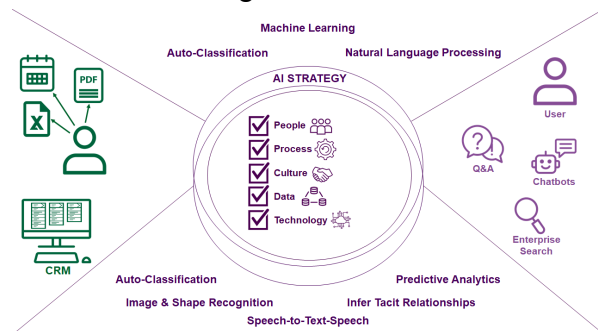 Machine Learning
Auto-Classification
Natural Language Processing
AI STRATEGY
PDF
X
People
Process
Culture
Data
Technology
User
?
Q&A
Chatbots
Enterprise
Search
CRM
Auto-Classification
Predictive Analytics
Image & Shape Recognition
Infer Tacit Relationships
Speech-to-Text-Speech